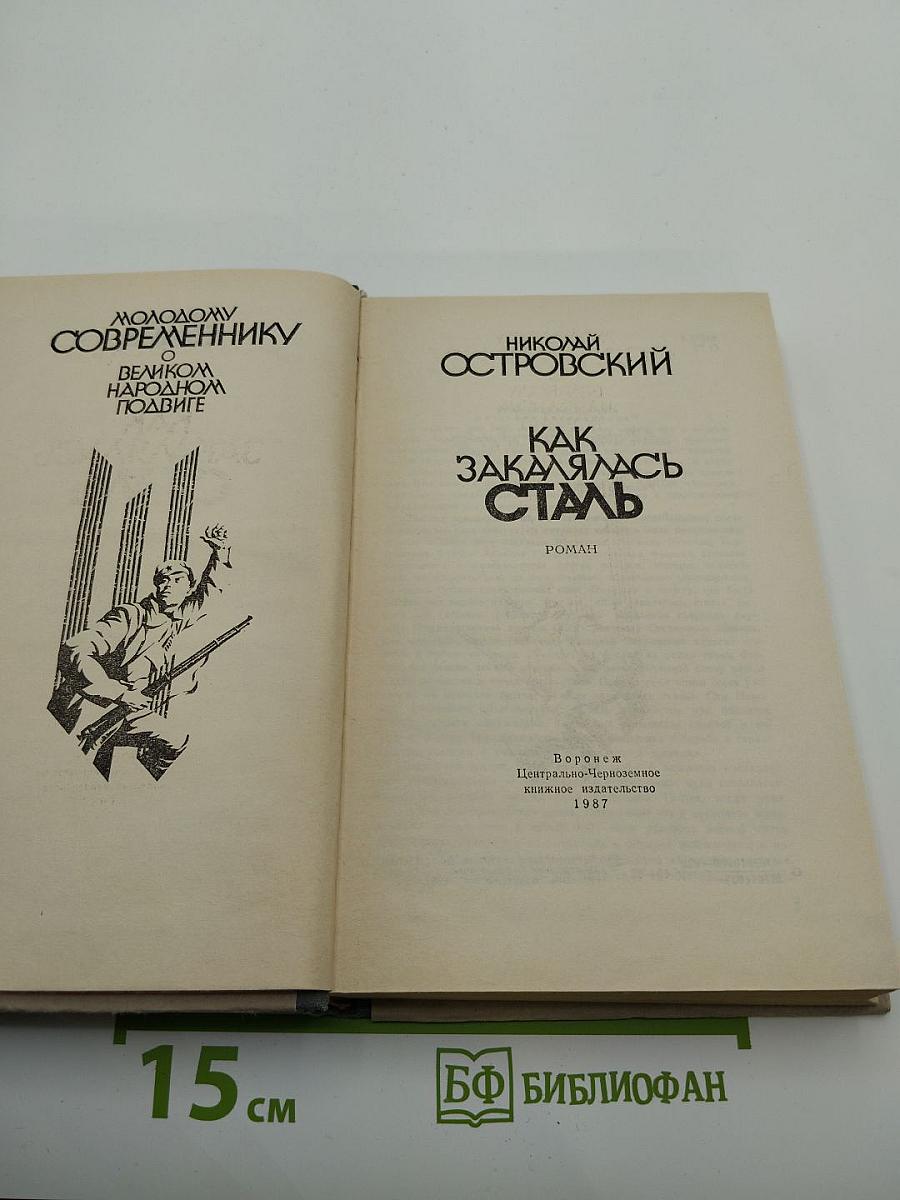 МОЛОДОМУ
СОВРЕМЕННИКУ
О
ВЕЛИКОМ
НАРОДНОМ
ПОДВИГЕ
НИКОЛАЙ
ОСТРОВСКИЙ
КАК
ЗАКАЛЯЛАСЬ
СТАЛЬ
РОМАН
Воронеж
Центрально-Черноземное
книжное издательство
1987
15 см
БФ БИБЛИОФАН